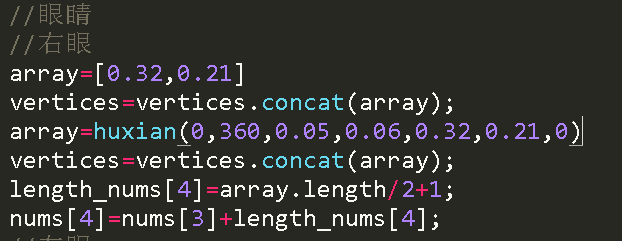 //眼睛
//右眼
array=[0.32,0.21]
vertices=vertices.concat(array);
array=huxian(0,360,0.05,0.06,0.32,0.21,0)
vertices=vertices.concat(array);
length_nums[4]=array.length/2+1;
nums[4]=nums[3]+length_nums[4];